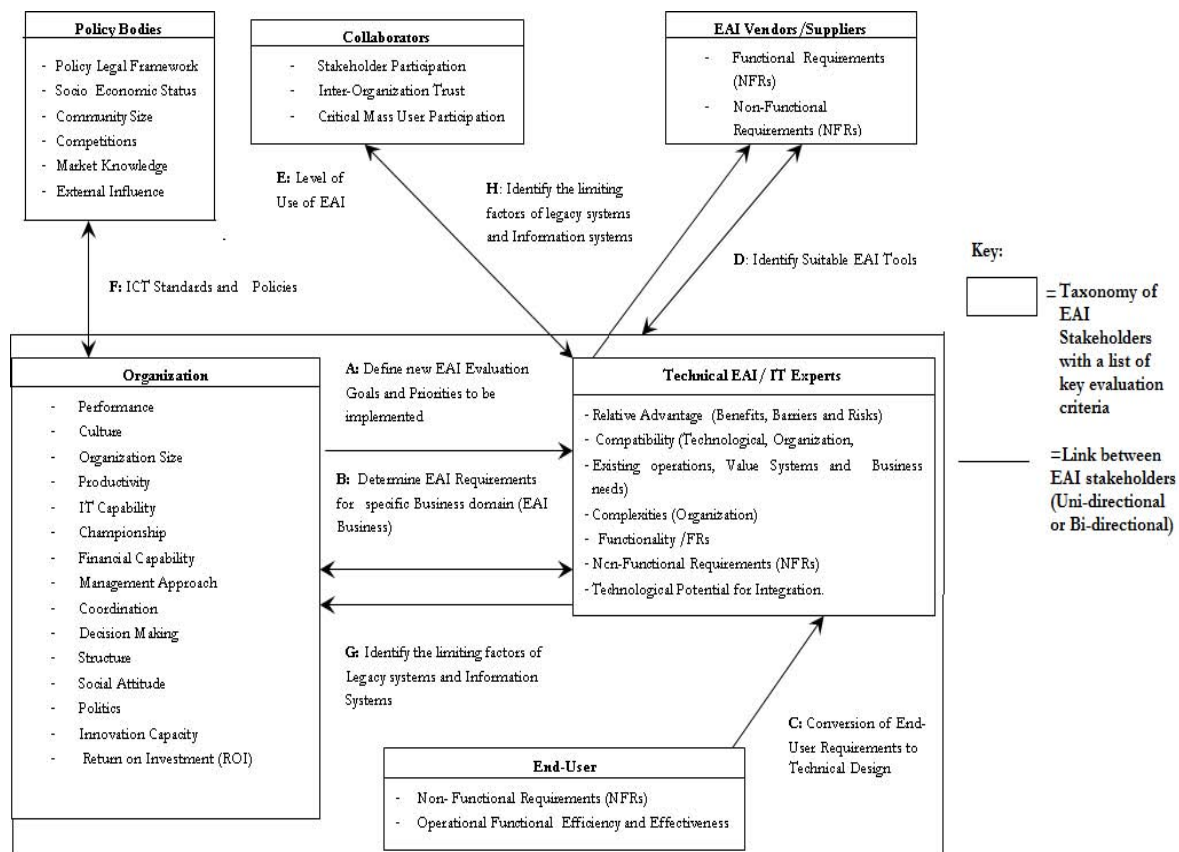 Policy Bodies
- Policy Legal Framework
- Socio Economic Status
- Community Size
- Competitions
- Market Knowledge
- External Influence
Collaborators
- Stakeholder Participation
- Inter-Organization Trust
- Critical Mass User Participation
EAI Vendors/Suppliers
- Functional Requirements
(NFRs)
- Non-Functional
Requirements (NFRs)
E: Level of
Use of EAI
H: Identify the limiting
factors of legacy systems
and Information systems
D: Identify Suitable EAI Tools
F: ICT Standards and Policies
Key:
= Taxonomy of
EAI
Stakeholders
with a list of
key evaluation
criteria
=Link between
EAI stakeholders
(Uni-directional
or Bi-directional)
Organization
- Performance
- Culture
- Organization Size
- Productivity
- IT Capability
- Championship
- Financial Capability
- Management Approach
- Coordination
- Decision Making
- Structure
- Social Attitude
- Politics
- Innovation Capacity
- Return on Investment (ROI)
A: Define new EAI Evaluation
Goals and Priorities to be
implemented
B: Determine EAI Requirements
for specific Business domain (EAI
Business)
G: Identify the limiting factors of
Legacy systems and Information
Systems
Technical EAI/ IT Experts
- Relative Advantage (Benefits, Barriers and Risks)
- Compatibility (Technological, Organization,
- Existing operations, Value Systems and Business
needs)
- Complexities (Organization)
- Functionality /FRs
- Non-Functional Requirements (NFRs)
- Technological Potential for Integration.
C: Conversion of End-
User Requirements to
Technical Design
End-User
- Non- Functional Requirements (NFRs)
- Operational Functional Efficiency and Effectiveness